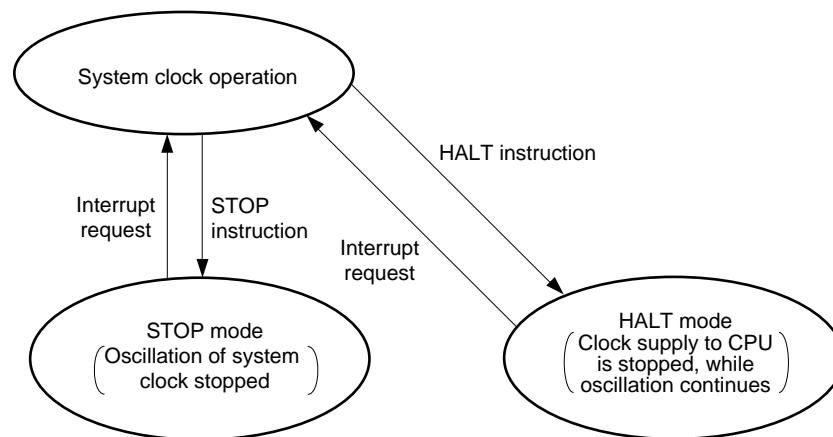 System clock operation
HALT instruction
Interrupt
request
STOP
instruction
Interrupt
request
STOP mode
Oscillation of system
clock stopped
HALT mode
Clock supply to CPU
is stopped, while
oscillation continues